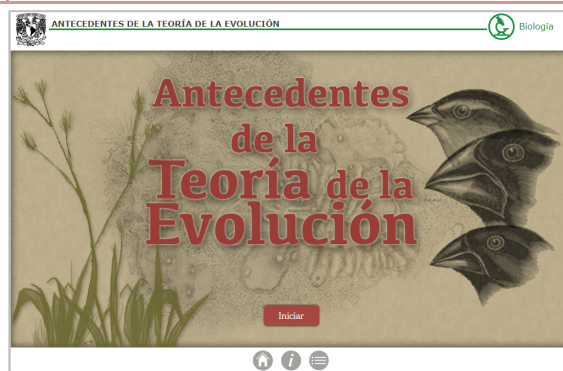 ANTECEDENTES DE LA TEORÍA DE LA EVOLUCIÓN
Biología
Antecedentes
de la
Teoría de la
Evolución
Iniciar